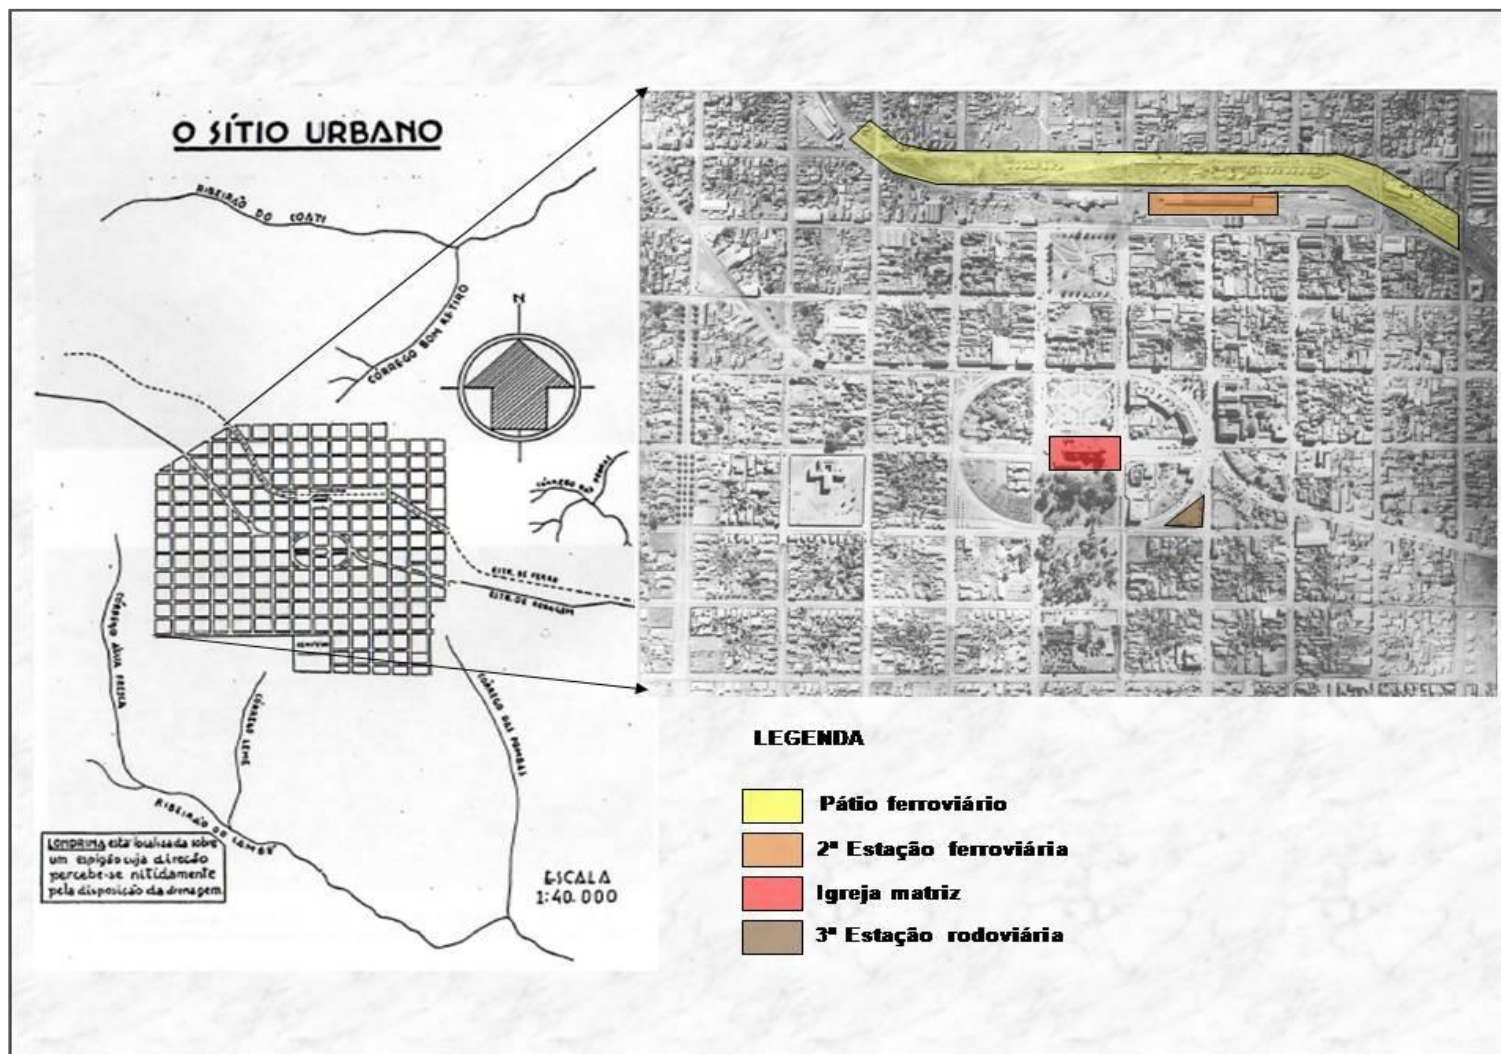 O SÍTIO URBANO
RIBEIRÃO DO COATI
CÓRREGO BOM RETIRO
N
CÓRREGO DAS
ESTR. DE FERRO
ESTR. DE RODAGEM
CÓRREGO ÁGUA FRESCA
CÓRREGO LEME
CÓRREGO DAS POMBAS
RIBEIRÃO DE CAMBÉ
LONDRINA está localizada sobre
um espigão cuja direcão
percebe-se nitidamente
pela disposição da drenagem.
ESCALA
1:40.000
LEGENDA
Pátio ferroviário
2ª Estação ferroviária
Igreja matriz
3ª Estação rodoviária